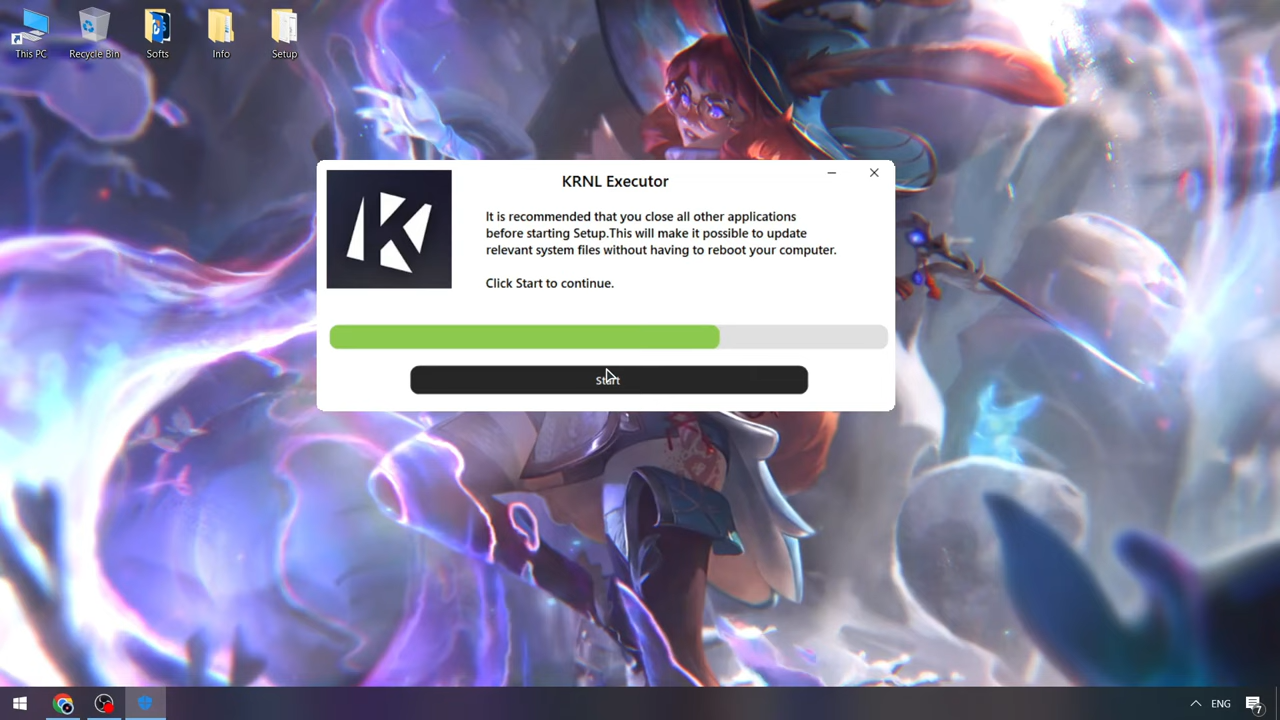 This PC
Recycle Bin
Softs
Info
Setup
KRNL Executor
It is recommended that you close all other applications
before starting Setup.This will make it possible to update
relevant system files without having to reboot your computer.
Click Start to continue.
Start
ENG
7